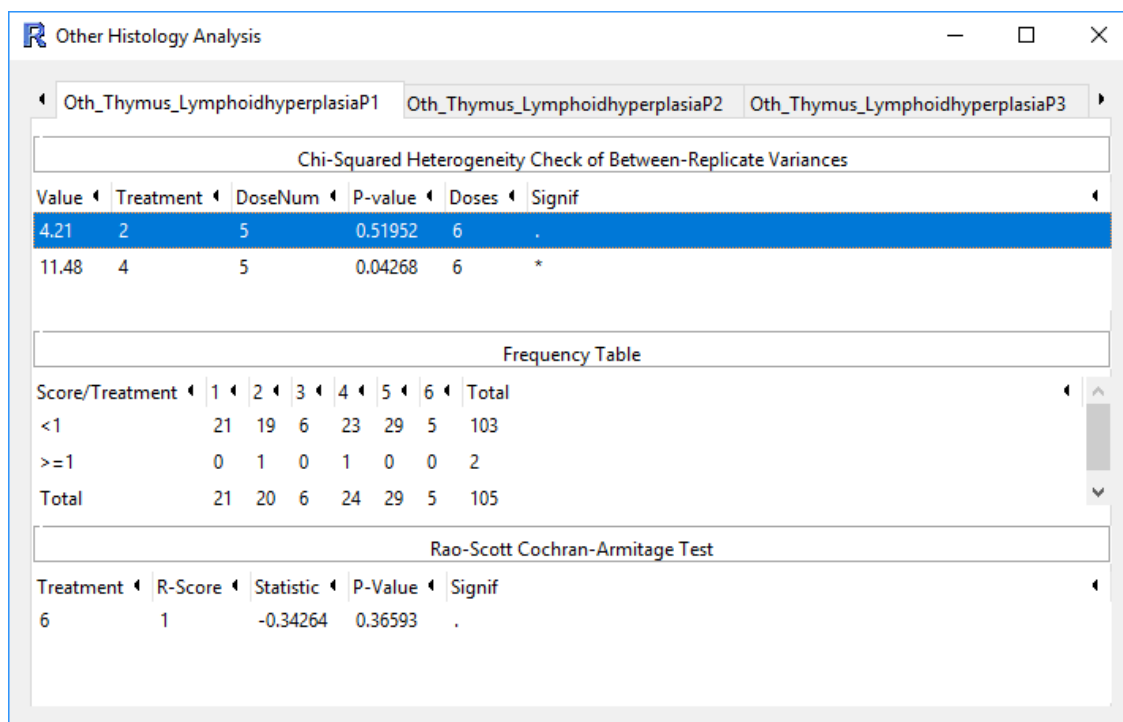 Other Histology Analysis
Oth_Thymus_LymphoidhyperplasiaP1 Oth_Thymus_LymphoidhyperplasiaP2 Oth_Thymus_LymphoidhyperplasiaP3
Chi-Squared Heterogeneity Check of Between-Replicate Variances
Value Treatment DoseNum P-value Doses Signif
4.21 2 5 0.51952 6 .
11.48 4 5 0.04268 6 *
Frequency Table
Score/Treatment 1 2 3 4 5 6 Total
<1 21 19 6 23 29 5 103
>=1 0 1 0 1 0 0 2
Total 21 20 6 24 29 5 105
Rao-Scott Cochran-Armitage Test
Treatment R-Score Statistic P-Value Signif
6 1 -0.34264 0.36593 .